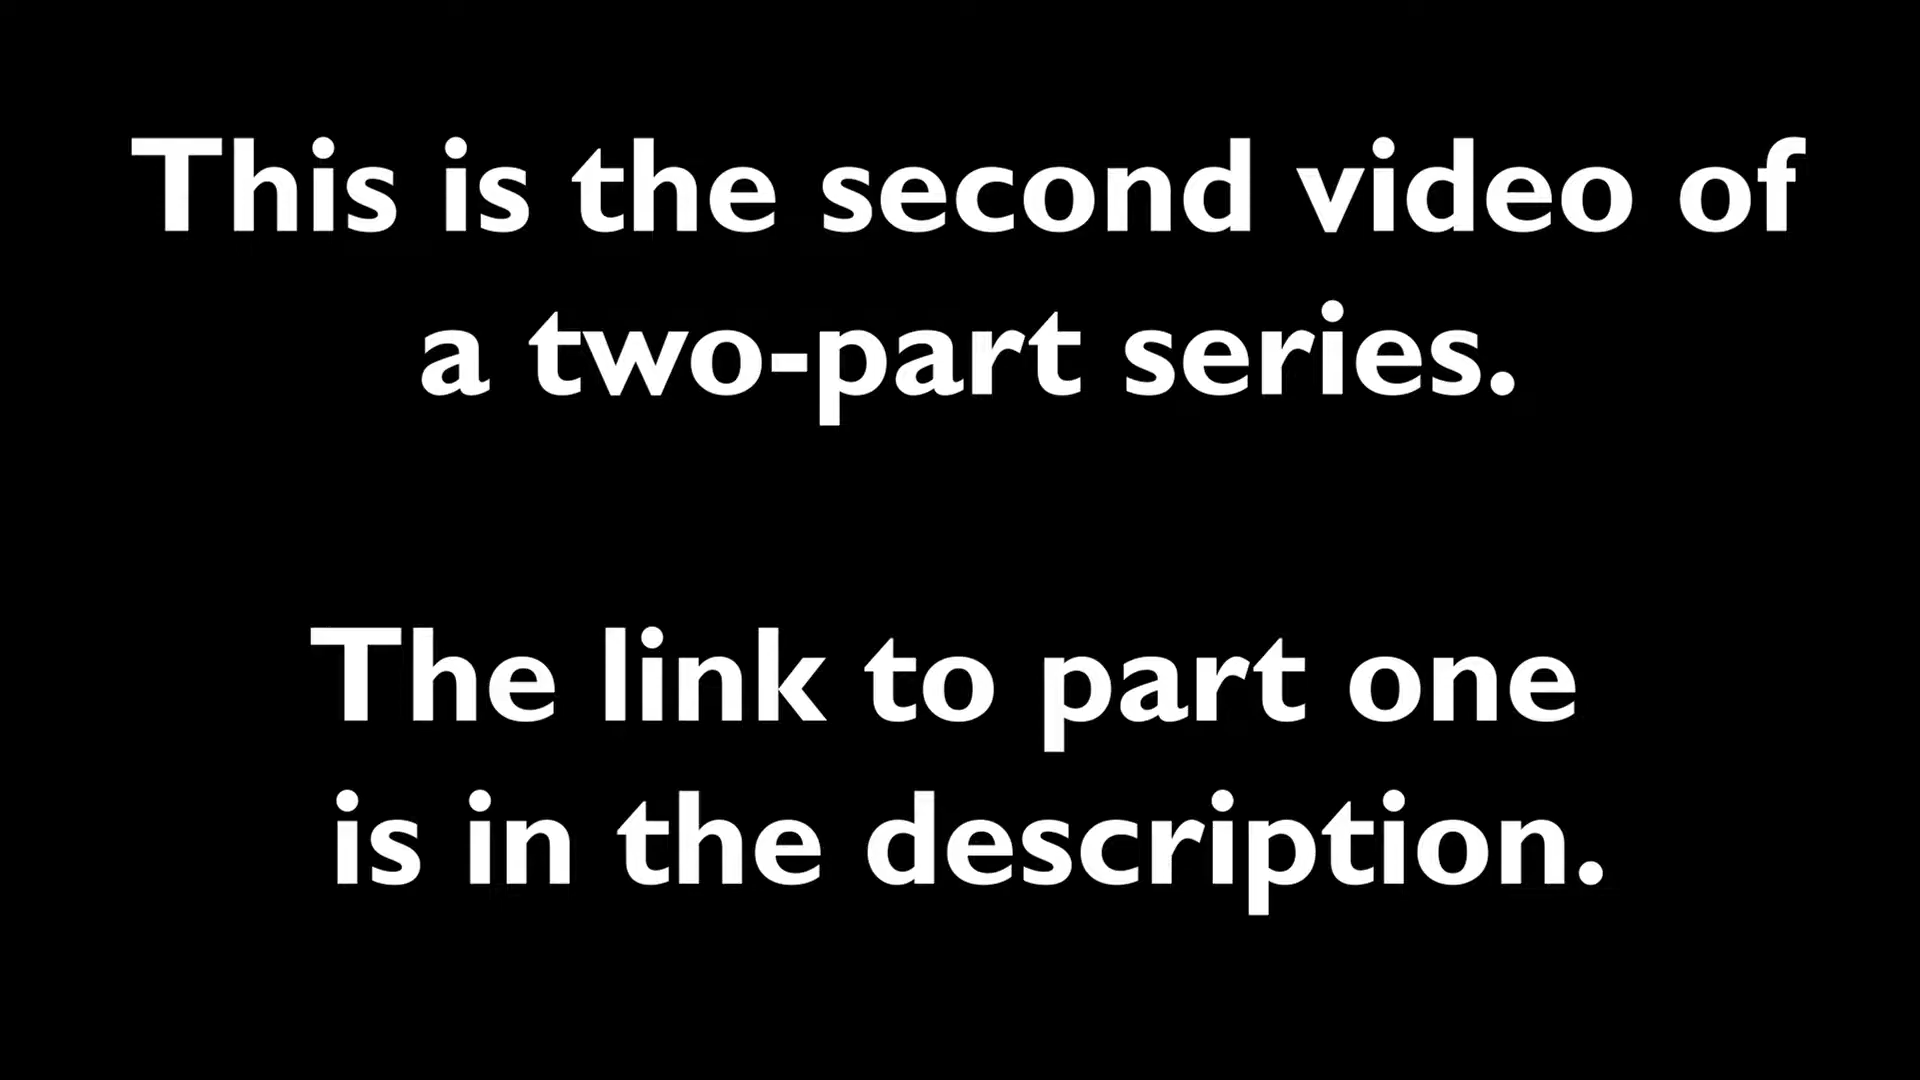 This is the second video of
a two-part series.
The link to part one
is in the description.